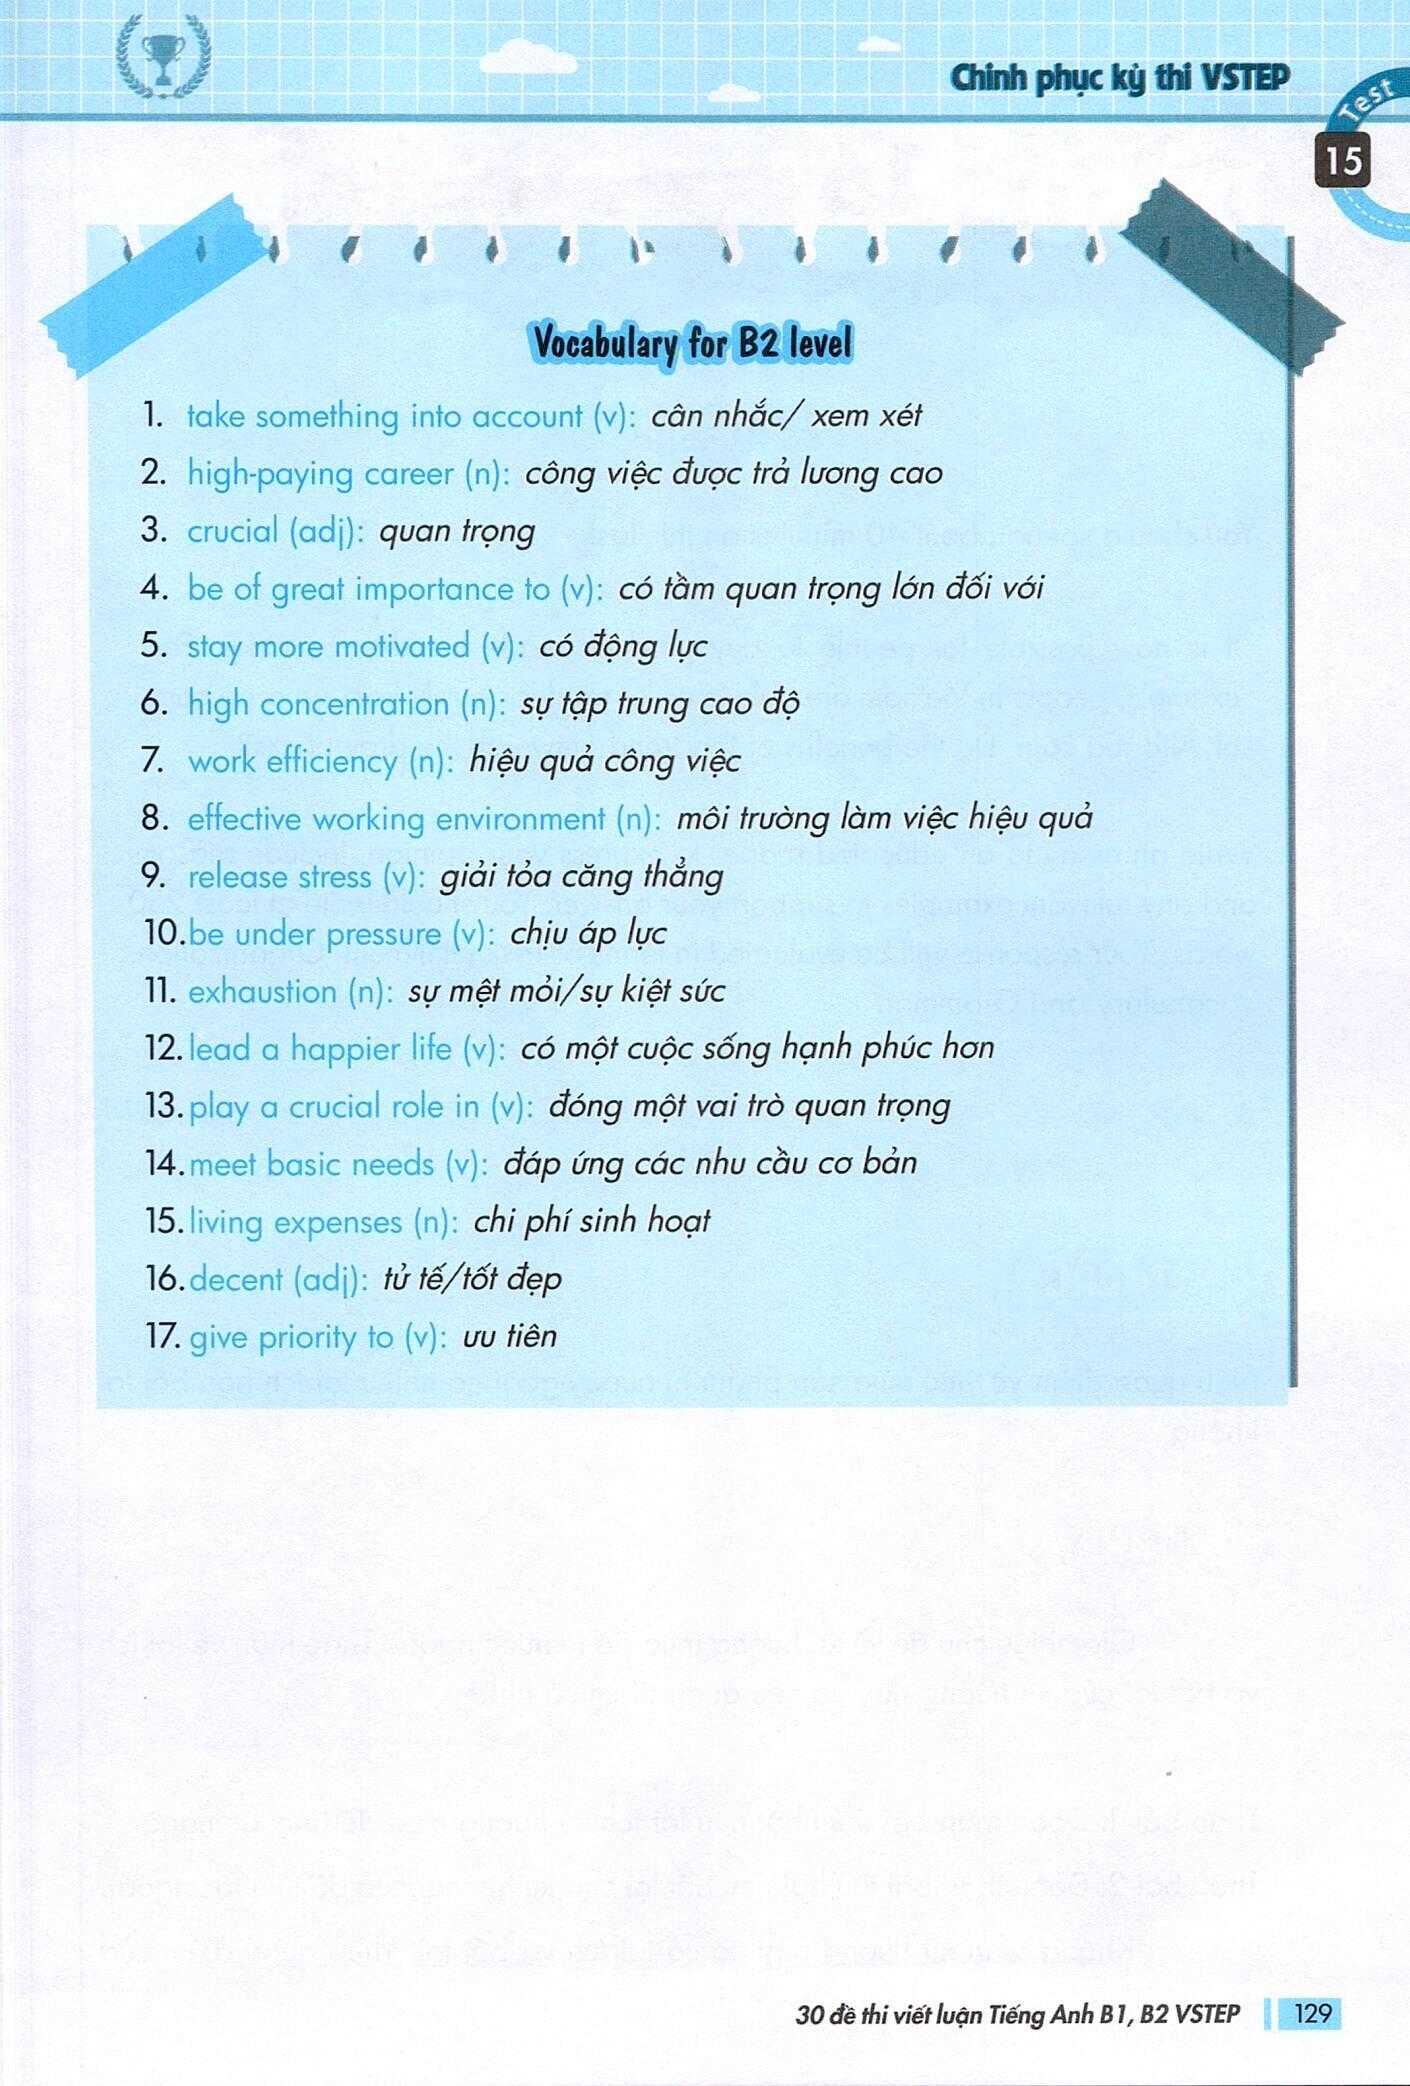 Chinh phục kỳ thi VSTEP
Test
15
Vocabulary for B2 level
1. take something into account (v): cân nhắc/ xem xét
2. high-paying career (n): công việc được trả lương cao
3. crucial (adj): quan trọng
4. be of great importance to (v): có tầm quan trọng lớn đối với
5. stay more motivated (v): có động lực
6. high concentration (n): sự tập trung cao độ
7. work efficiency (n): hiệu quả công việc
8. effective working environment (n): môi trường làm việc hiệu quả
9. release stress (v): giải tỏa căng thẳng
10. be under pressure (v): chịu áp lực
11. exhaustion (n): sự mệt mỏi/sự kiệt sức
12. lead a happier life (v): có một cuộc sống hạnh phúc hơn
13. play a crucial role in (v): đóng một vai trò quan trọng
14. meet basic needs (v): đáp ứng các nhu cầu cơ bản
15. living expenses (n): chi phí sinh hoạt
16. decent (adj): tử tế/tốt đẹp
17. give priority to (v): ưu tiên
30 đề thi viết luận Tiếng Anh B1, B2 VSTEP 129